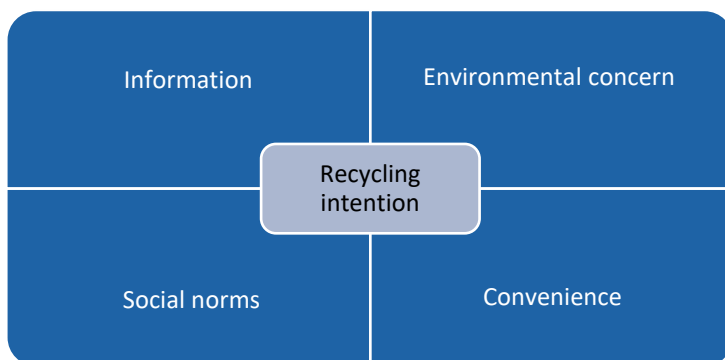 Information
Environmental concern
Recycling
intention
Social norms
Convenience